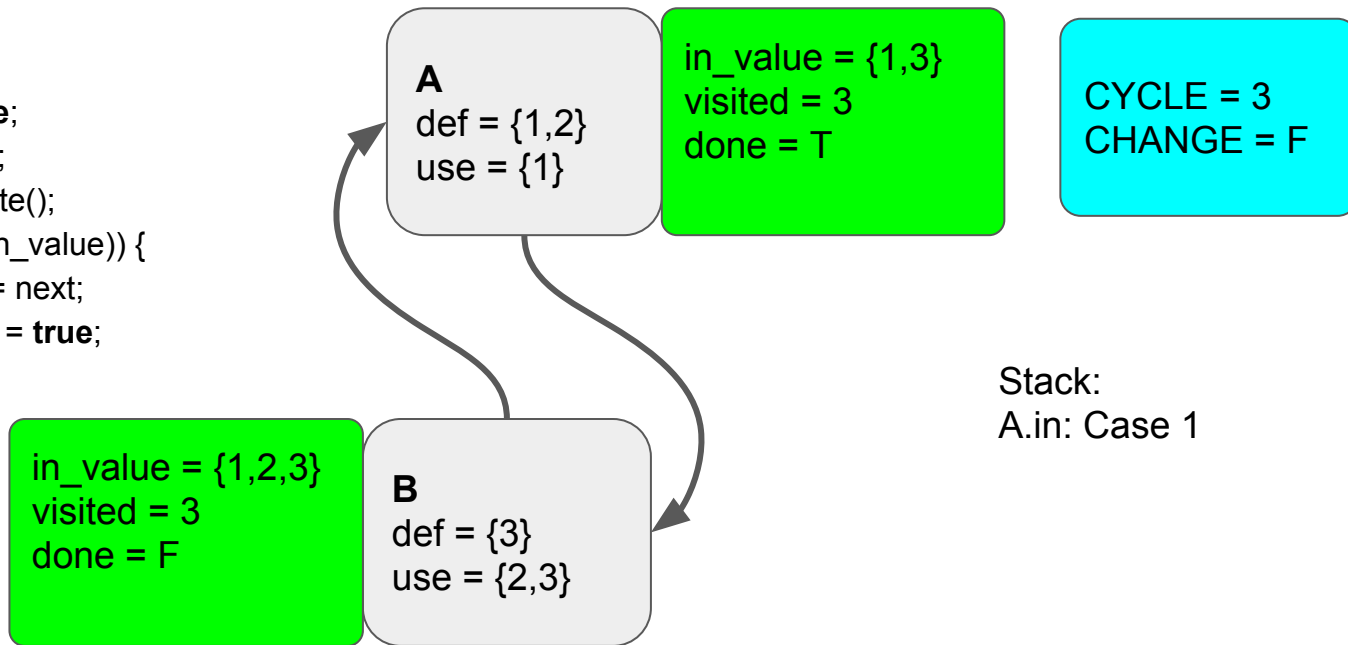 e;
;
te();
n_value)) {
= next;
= true;
A
def = {1,2}
use = {1}
in_value = {1,3}
visited = 3
done = T
CYCLE = 3
CHANGE = F
Stack:
A.in: Case 1
in_value = {1,2,3}
visited = 3
done = F
B
def = {3}
use = {2,3}